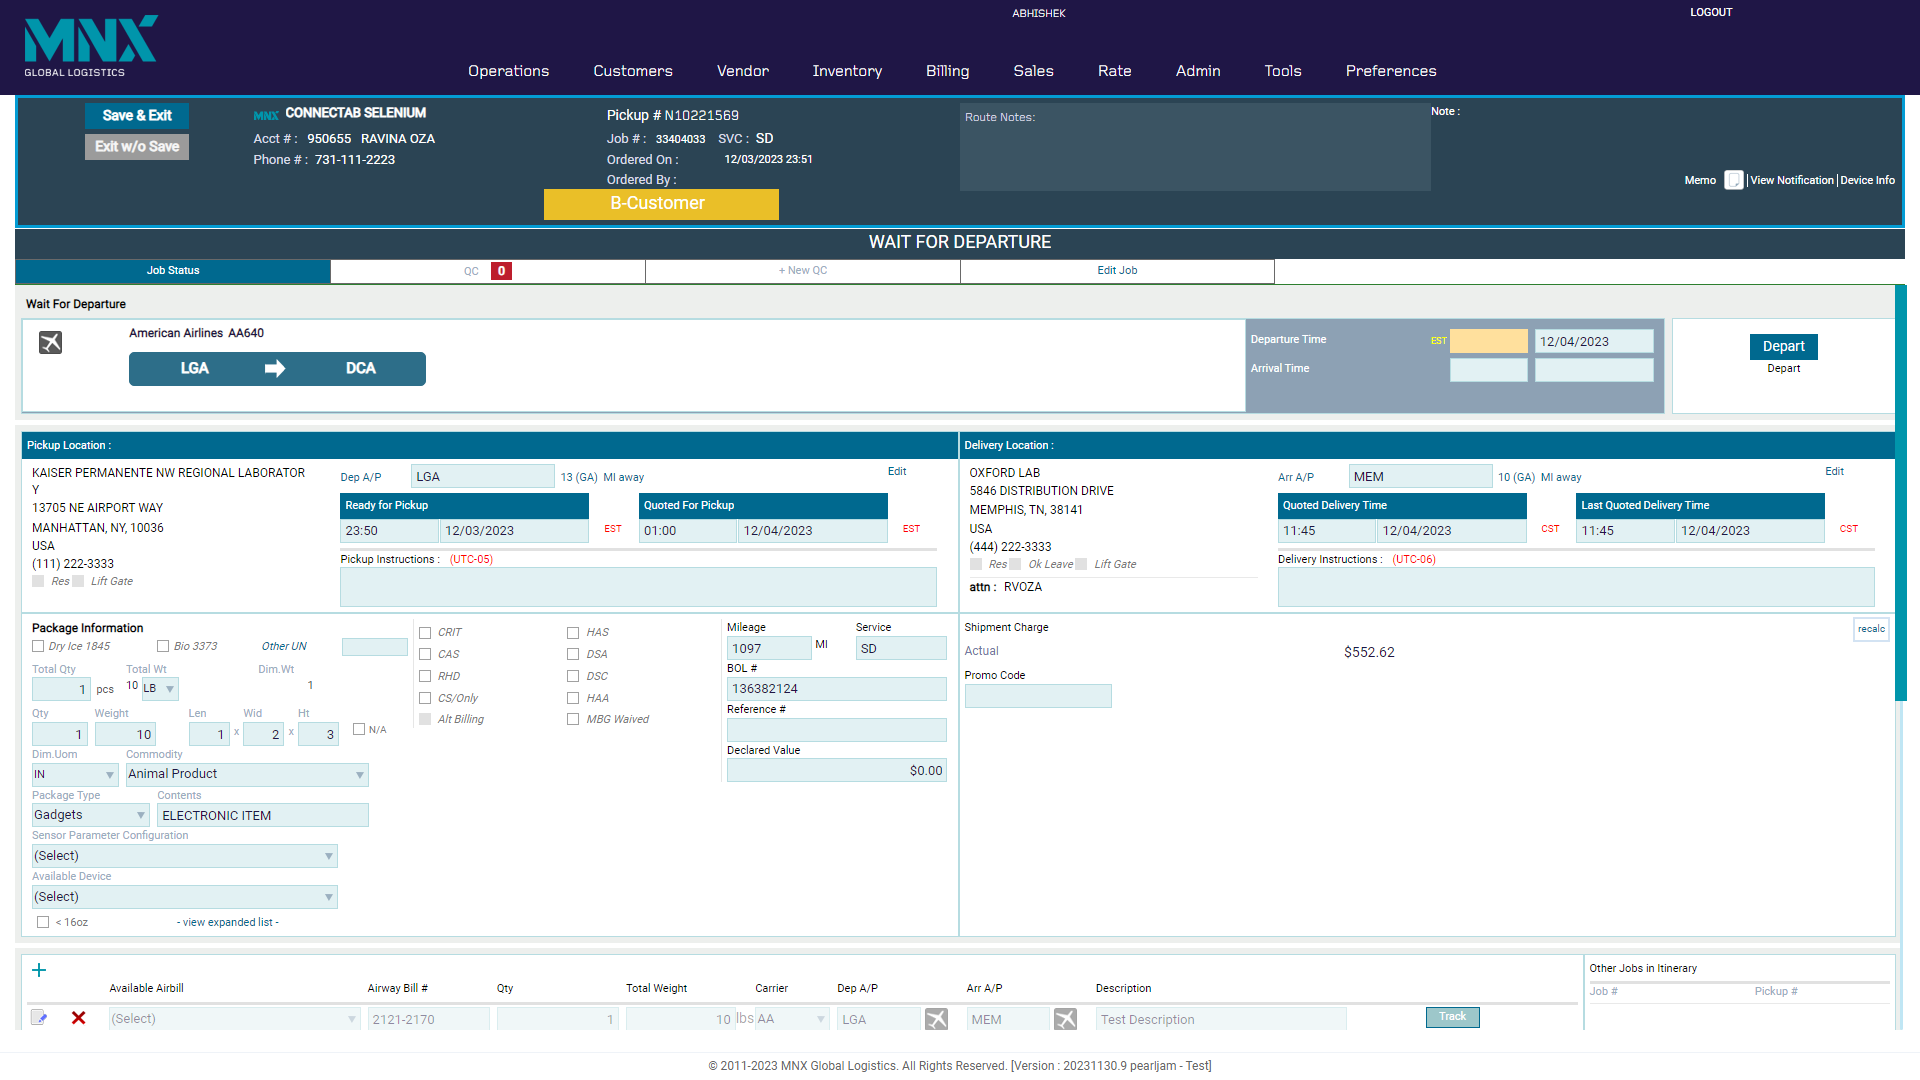 MNX
GLOBAL LOGISTICS
ABHISHEK
LOGOUT
Operations Customers Vendor Inventory Billing Sales Rate Admin Tools Preferences
Save & Exit
Exit w/o Save
MNX CONNECTAB SELENIUM
Acct # : 950655 RAVINA OZA
Phone # : 731-111-2223
Pickup # N10221569
Job # : 33404033 SVC : SD
Ordered On : 12/03/2023 23:51
Ordered By :
B-Customer
Route Notes:
Note :
Memo | View Notification | Device Info
WAIT FOR DEPARTURE
Job Status QC 0 + New QC Edit Job
Wait For Departure
American Airlines AA640
LGA DCA
Departure Time EST 12/04/2023
Arrival Time
Depart
Depart
Pickup Location :
KAISER PERMANENTE NW REGIONAL LABORATOR
Y
13705 NE AIRPORT WAY
MANHATTAN, NY, 10036
USA
(111) 222-3333
Res Lift Gate
Dep A/P LGA 13 (GA) MI away Edit
Ready for Pickup Quoted For Pickup
23:50 12/03/2023 EST 01:00 12/04/2023 EST
Pickup Instructions : (UTC-05)
Delivery Location :
OXFORD LAB
5846 DISTRIBUTION DRIVE
MEMPHIS, TN, 38141
USA
(444) 222-3333
Res Ok Leave Lift Gate
attn : RVOZA
Arr A/P MEM 10 (GA) MI away Edit
Quoted Delivery Time Last Quoted Delivery Time
11:45 12/04/2023 CST 11:45 12/04/2023 CST
Delivery Instructions : (UTC-06)
Package Information
Dry Ice 1845 Bio 3373 Other UN
Total Qty Total Wt Dim.Wt
1 pcs 10 LB 1
Qty Weight Len Wid Ht
1 10 1 x 2 x 3 N/A
Dim.Uom Commodity
IN Animal Product
Package Type Contents
Gadgets ELECTRONIC ITEM
Sensor Parameter Configuration
(Select)
Available Device
(Select)
< 16oz - view expanded list -
CRIT HAS
CAS DSA
RHD DSC
CS/Only HAA
Alt Billing MBG Waived
Mileage Service
1097 MI SD
BOL #
136382124
Reference #
Declared Value
$0.00
Shipment Charge recalc
Actual $552.62
Promo Code
Available Airbill Airway Bill # Qty Total Weight Carrier Dep A/P Arr A/P Description
(Select) 2121-2170 1 10 lbs AA LGA MEM Test Description Track
Other Jobs in Itinerary
Job # Pickup #
© 2011-2023 MNX Global Logistics. All Rights Reserved. [Version : 20231130.9 pearljam - Test]